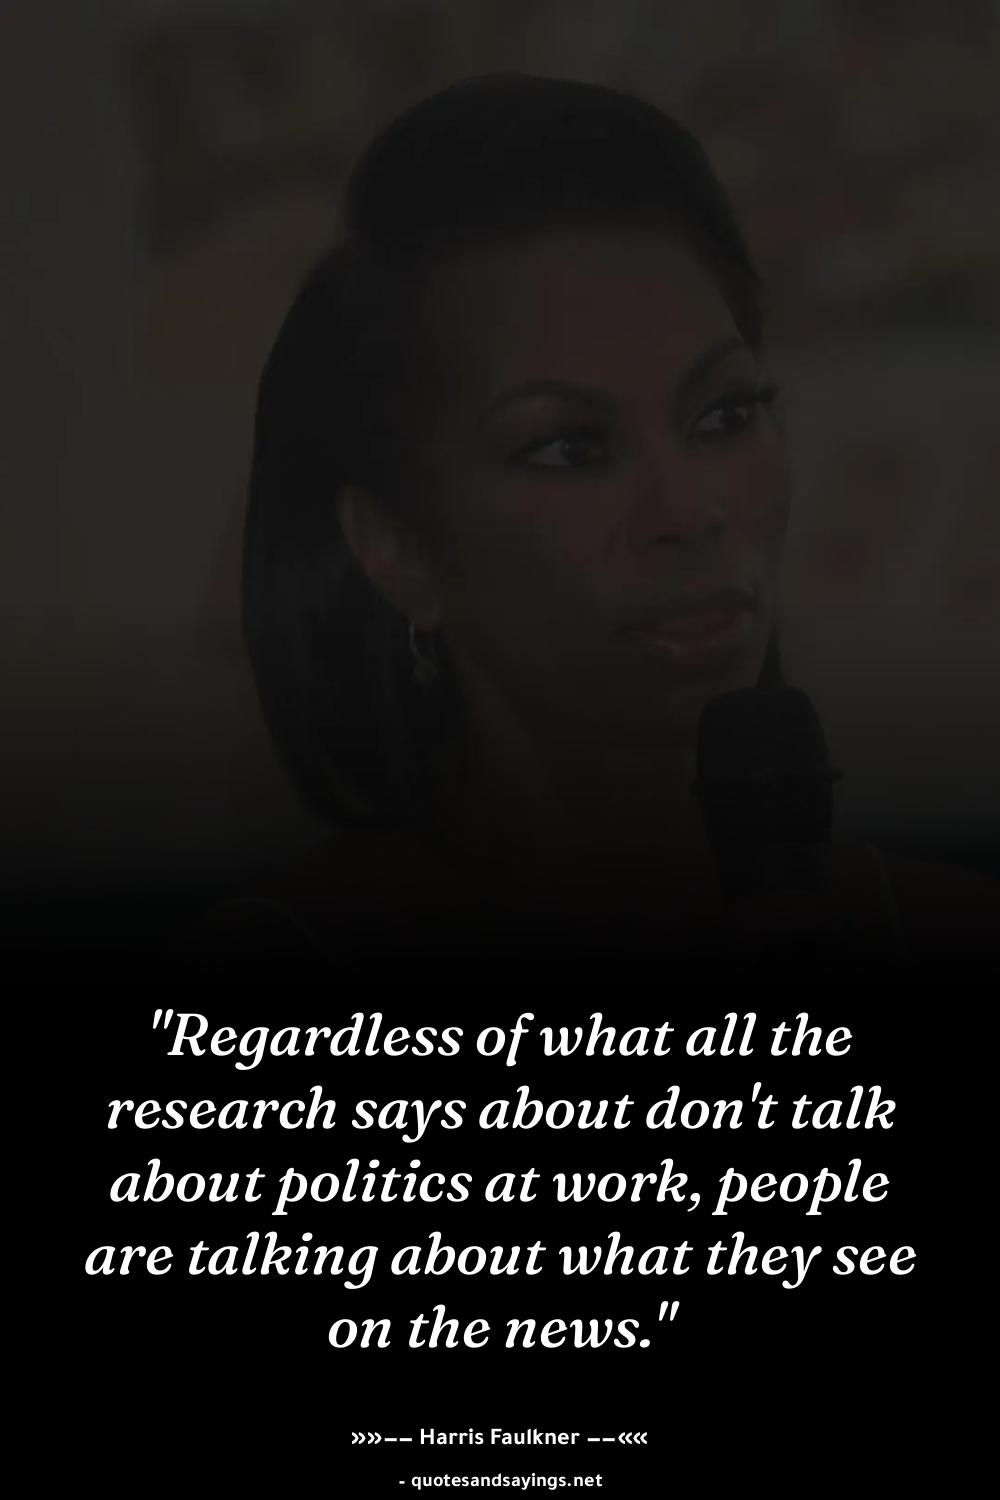 "Regardless of what all the
research says about don't talk
about politics at work, people
are talking about what they see
on the news."
»»-- Harris Faulkner --««
- quotesandsayings.net